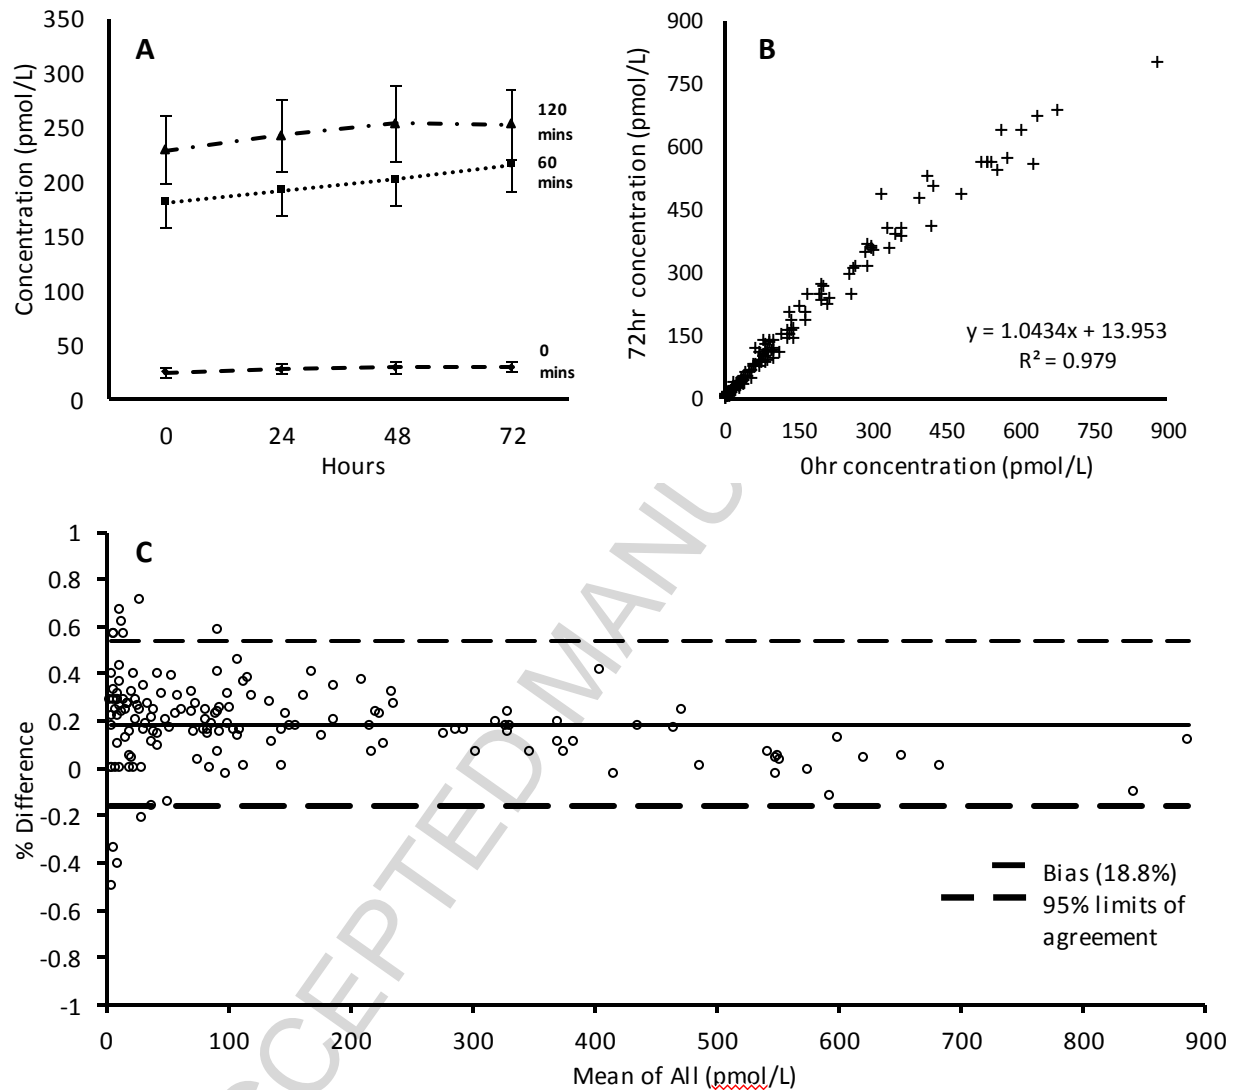 350
300
250
200
150
100
50
0
Concentration (pmol/L)
A
120
mins
60
mins
0
mins
0 24 48 72
Hours
900
750
600
450
300
150
0
72hr concentration (pmol/L)
B
y = 1.0434x + 13.953
R² = 0.979
0 150 300 450 600 750 900
0hr concentration (pmol/L)
1
0.8
0.6
0.4
0.2
0
-0.2
-0.4
-0.6
-0.8
-1
% Difference
C
Bias (18.8%)
95% limits of
agreement
0 100 200 300 400 500 600 700 800 900
Mean of All (pmol/L)
CCEPTED MANU